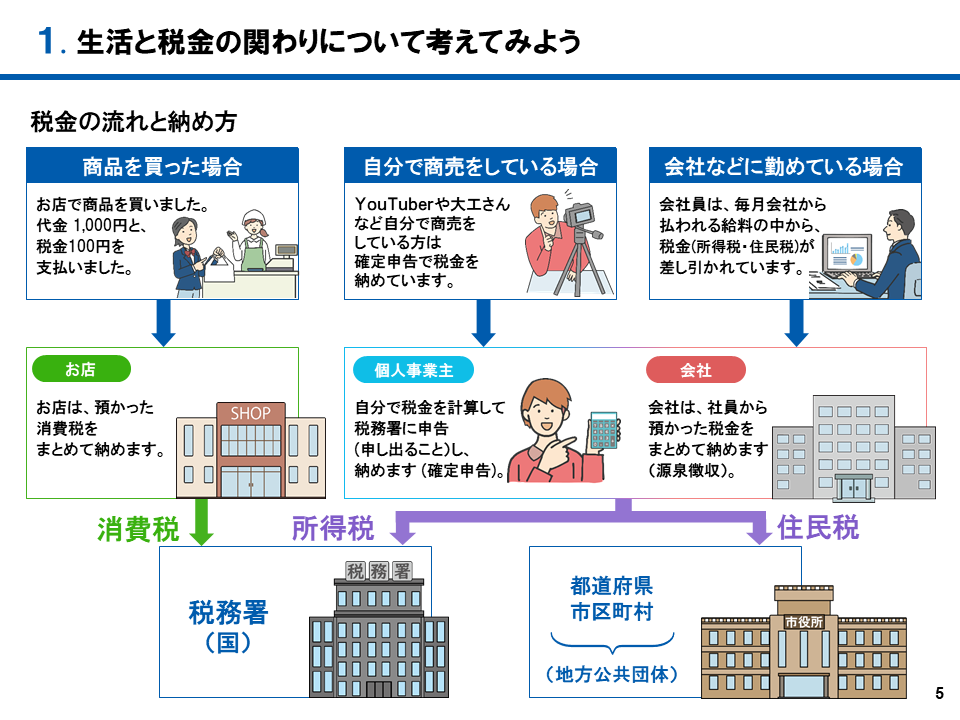 1. 生活と税金の関わりについて考えてみよう
税金の流れと納め方
商品を買った場合
お店で商品を買いました。
代金 1,000円と、
税金100円を
支払いました。
自分で商売をしている場合
YouTuberや大工さん
など自分で商売を
している方は
確定申告で税金を
納めています。
会社などに勤めている場合
会社員は、毎月会社から
払われる給料の中から、
税金(所得税・住民税)が
差し引かれています。
お店
お店は、預かった
消費税を
まとめて納めます。
SHOP
個人事業主
自分で税金を計算して
税務署に申告
(申し出ること)し、
納めます(確定申告)。
会社
会社は、社員から
預かった税金を
まとめて納めます
(源泉徴収)。
消費税
所得税
住民税
税務署
(国)
税務署
都道府県
市区町村
(地方公共団体)
市役所
5